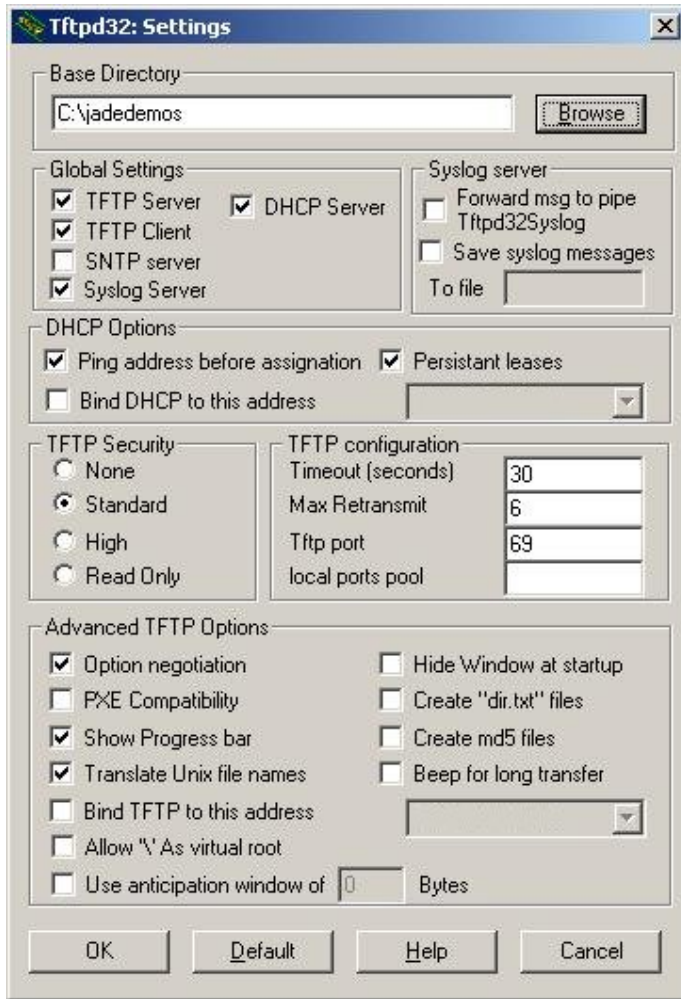 Tftpd32: Settings
Base Directory
C:\jadedemos
Browse
Global Settings
TFTP Server
DHCP Server
TFTP Client
SNTP server
Syslog Server
Syslog server
Forward msg to pipe
Tftpd32Syslog
Save syslog messages
To file
DHCP Options
Ping address before assignation
Persistant leases
Bind DHCP to this address
TFTP Security
None
Standard
High
Read Only
TFTP configuration
Timeout (seconds) 30
Max Retransmit 6
Tftp port 69
local ports pool
Advanced TFTP Options
Option negotiation
PXE Compatibility
Show Progress bar
Translate Unix file names
Bind TFTP to this address
Allow '\' As virtual root
Use anticipation window of 0 Bytes
Hide Window at startup
Create "dir.txt" files
Create md5 files
Beep for long transfer
OK
Default
Help
Cancel